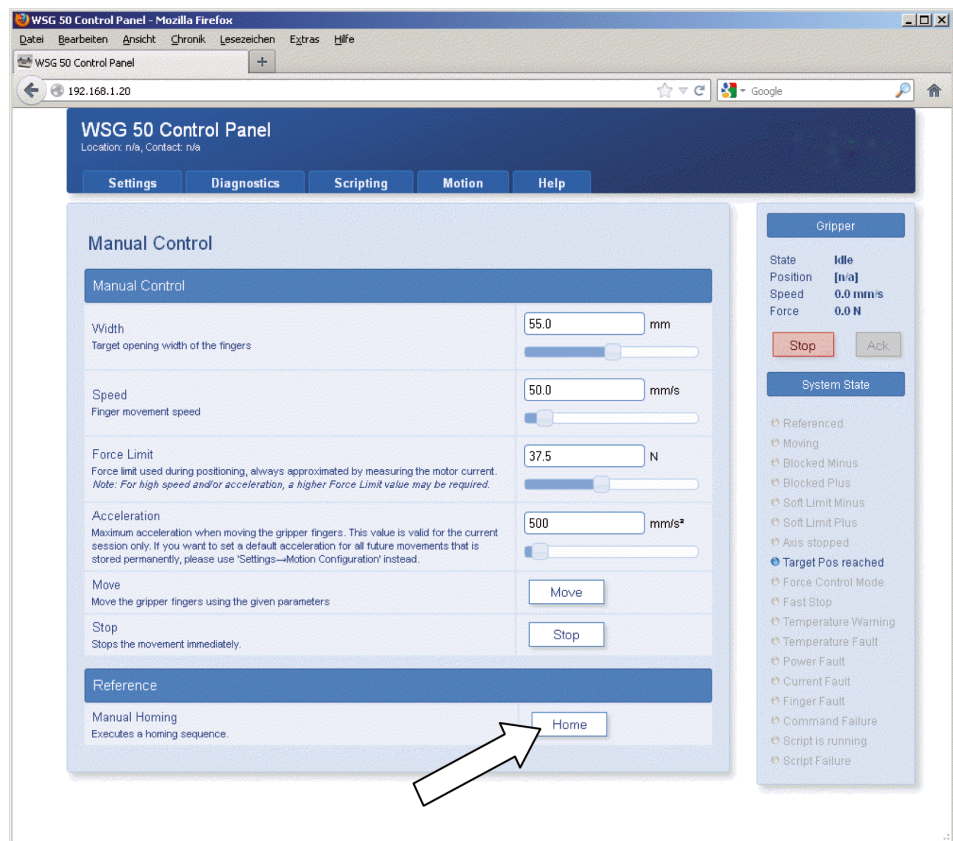 WSG 50 Control Panel - Mozilla Firefox
Datei Bearbeiten Ansicht Chronik Lesezeichen Extras Hilfe
WSG 50 Control Panel
192.168.1.20
Google
WSG 50 Control Panel
Location: n/a, Contact: n/a
Settings Diagnostics Scripting Motion Help
Manual Control
Manual Control
Width
Target opening width of the fingers
55.0 mm
Speed
Finger movement speed
50.0 mm/s
Force Limit
Force limit used during positioning, always approximated by measuring the motor current.
Note: For high speed and/or acceleration, a higher Force Limit value may be required.
37.5 N
Acceleration
Maximum acceleration when moving the gripper fingers. This value is valid for the current
session only. If you want to set a default acceleration for all future movements that is
stored permanently, please use 'Settings→Motion Configuration' instead.
500 mm/s²
Move
Move the gripper fingers using the given parameters
Move
Stop
Stops the movement immediately.
Stop
Reference
Manual Homing
Executes a homing sequence.
Home
Gripper
State Idle
Position [n/a]
Speed 0.0 mm/s
Force 0.0 N
Stop Ack
System State
Referenced
Moving
Blocked Minus
Blocked Plus
Soft Limit Minus
Soft Limit Plus
Axis stopped
Target Pos reached
Force Control Mode
Fast Stop
Temperature Warning
Temperature Fault
Power Fault
Current Fault
Finger Fault
Command Failure
Script is running
Script Failure